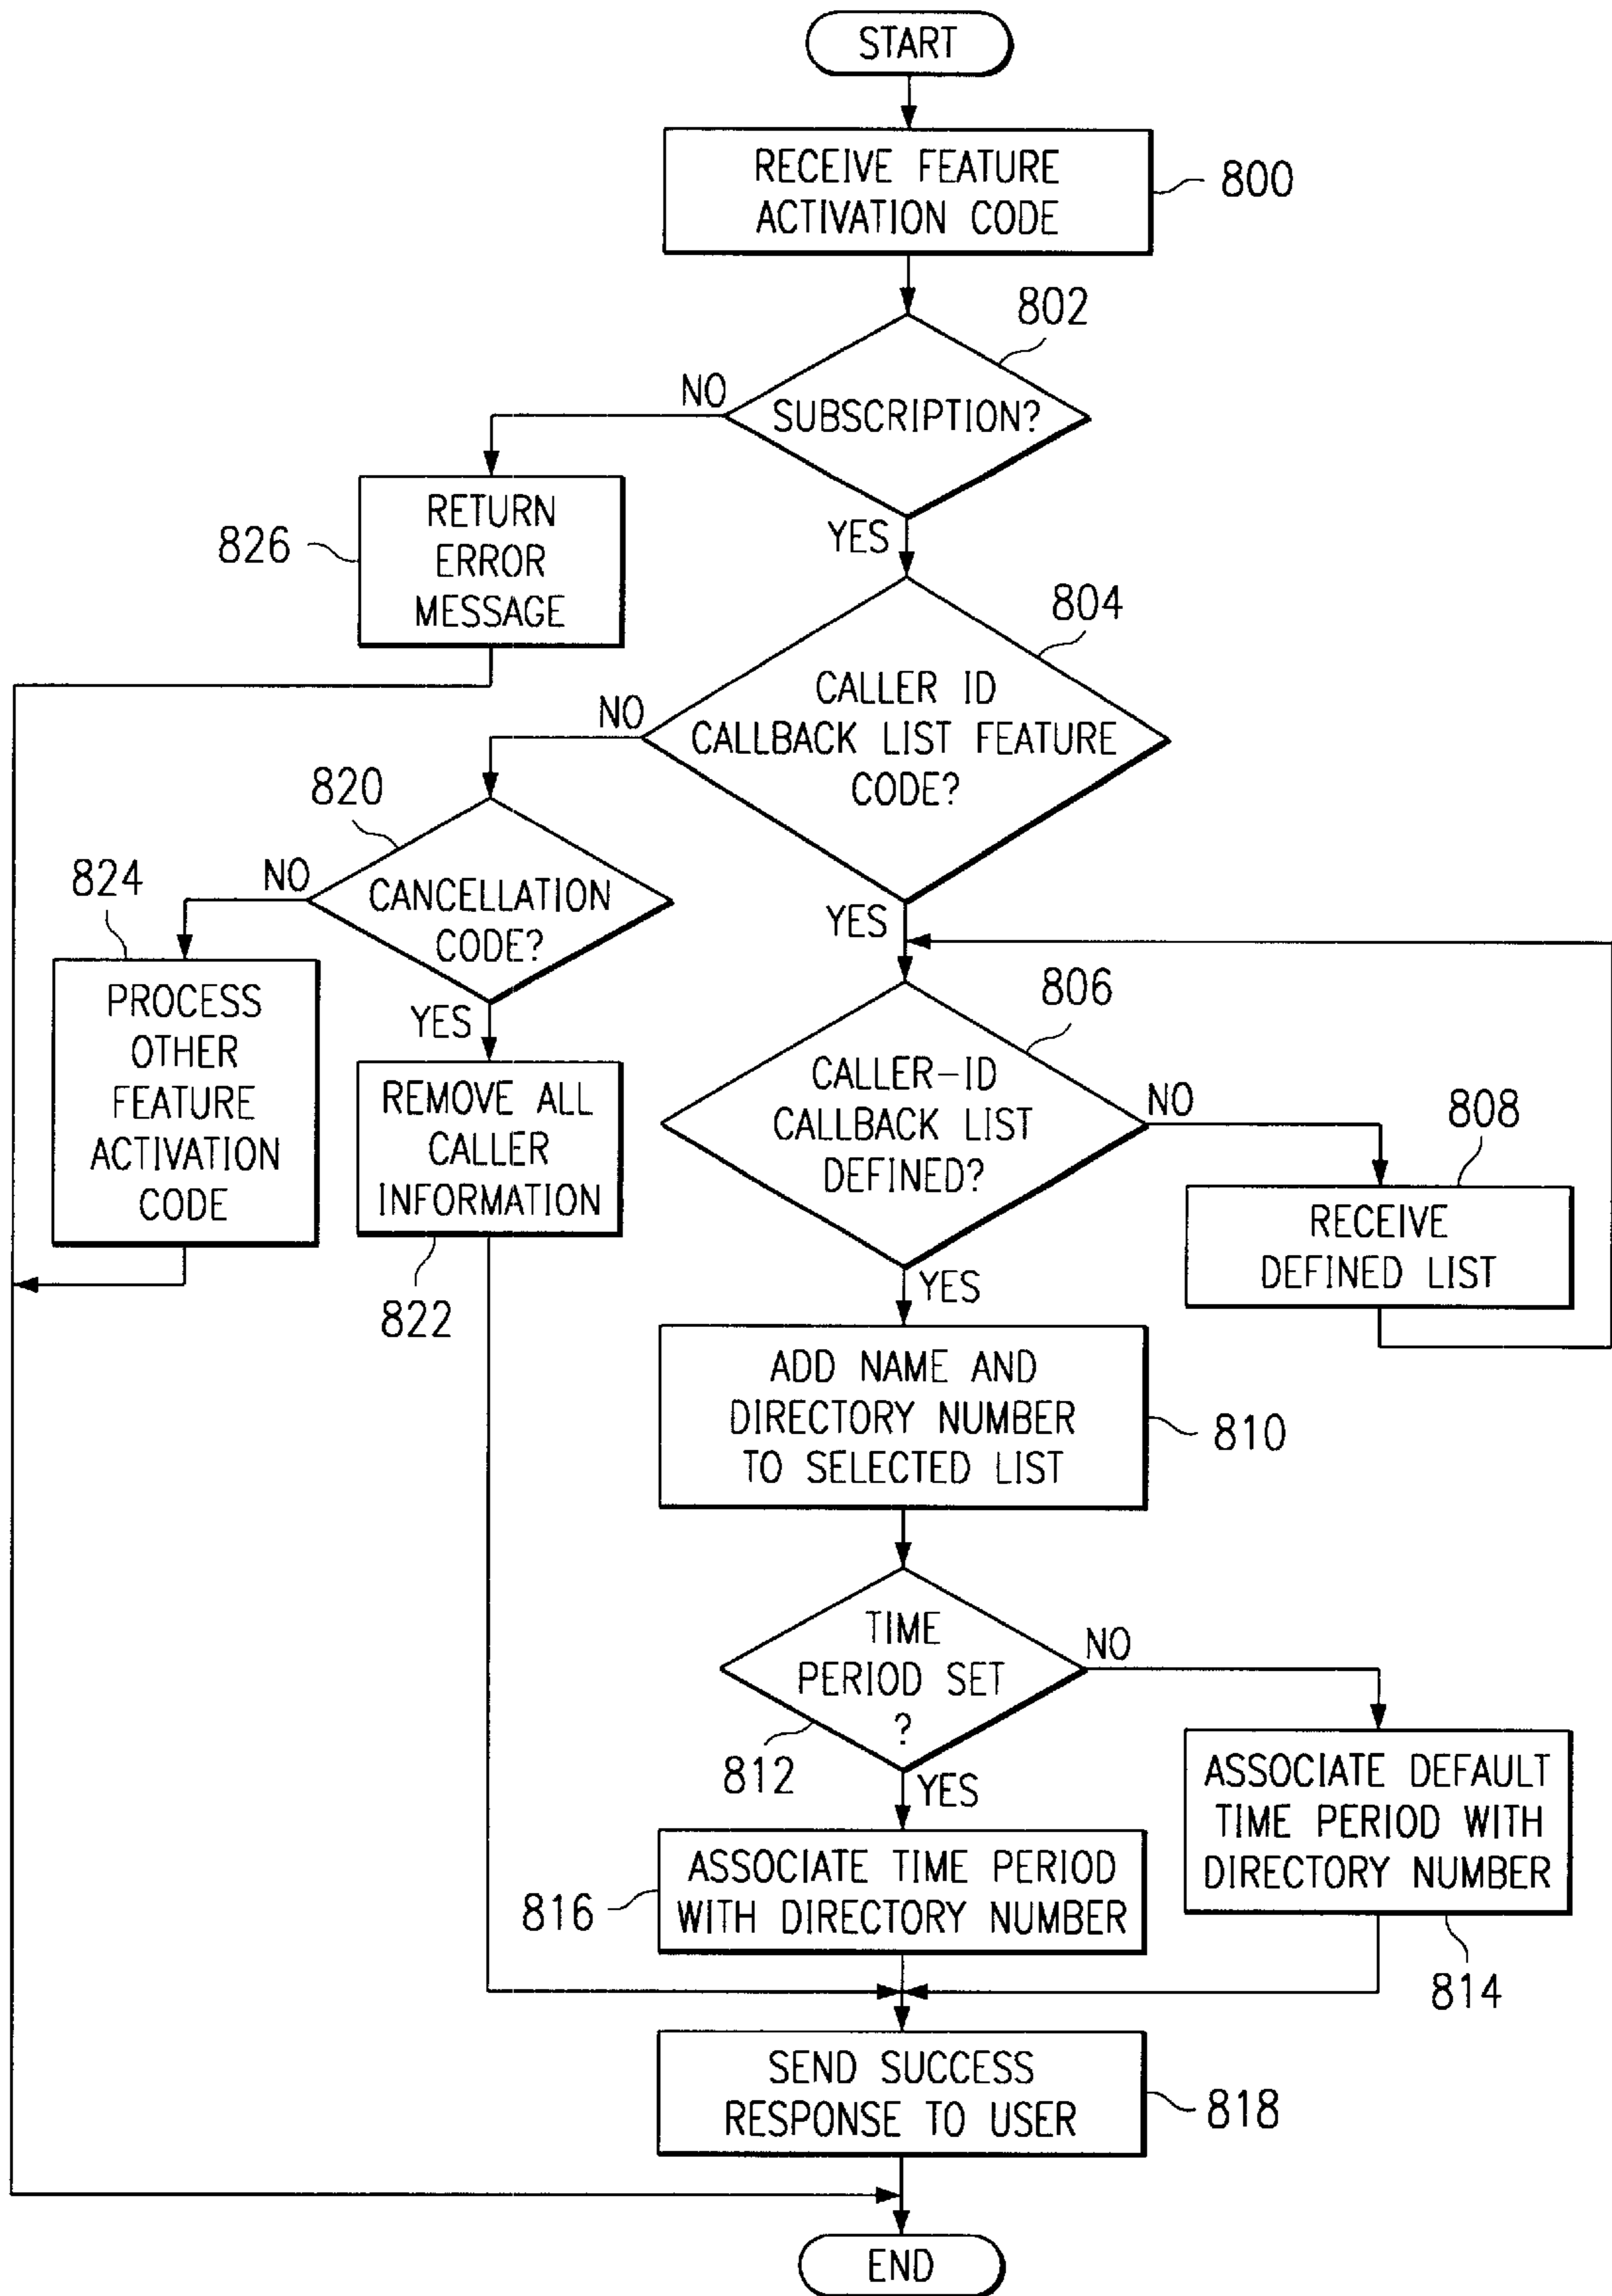 START
RECEIVE FEATURE
ACTIVATION CODE
800
802
SUBSCRIPTION?
NO
YES
RETURN
ERROR
MESSAGE
826
804
CALLER ID
CALLBACK LIST FEATURE
CODE?
NO
YES
820
CANCELLATION
CODE?
NO
YES
824
PROCESS
OTHER
FEATURE
ACTIVATION
CODE
REMOVE ALL
CALLER
INFORMATION
822
806
CALLER-ID
CALLBACK LIST
DEFINED?
NO
YES
808
RECEIVE
DEFINED LIST
ADD NAME AND
DIRECTORY NUMBER
TO SELECTED LIST
810
TIME
PERIOD SET
?
812
NO
YES
ASSOCIATE DEFAULT
TIME PERIOD WITH
DIRECTORY NUMBER
814
ASSOCIATE TIME PERIOD
WITH DIRECTORY NUMBER
816
SEND SUCCESS
RESPONSE TO USER
818
END